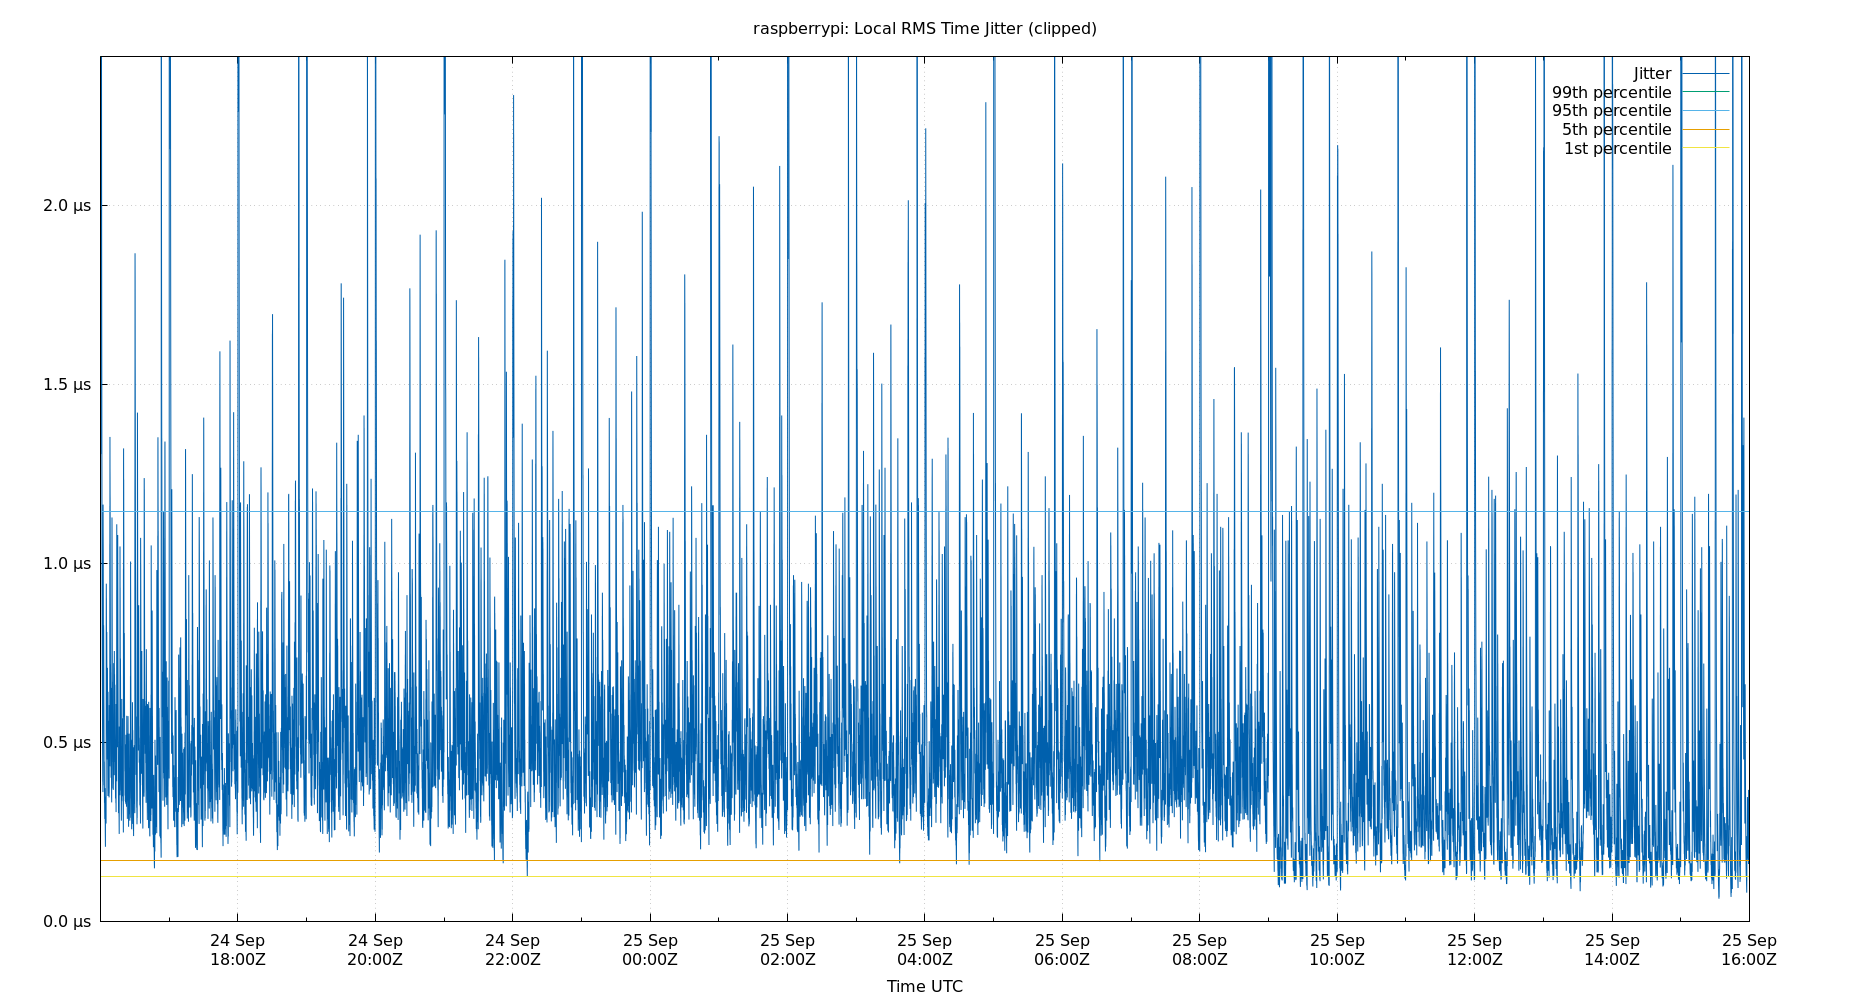 raspberrypi: Local RMS Time Jitter (clipped)
Jitter
99th percentile
95th percentile
5th percentile
1st percentile
2.0 µs
1.5 µs
1.0 µs
0.5 µs
0.0 µs
24 Sep 24 Sep 24 Sep 25 Sep 25 Sep 25 Sep 25 Sep 25 Sep 25 Sep 25 Sep 25 Sep 25 Sep
18:00Z 20:00Z 22:00Z 00:00Z 02:00Z 04:00Z 06:00Z 08:00Z 10:00Z 12:00Z 14:00Z 16:00Z
Time UTC